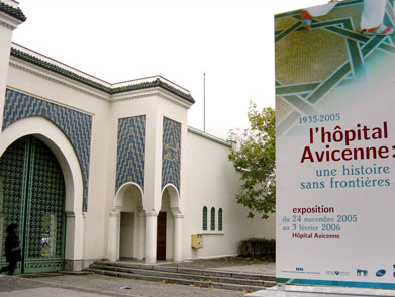 1935-2005
l'hôpital
Avicenne:
une histoire
sans frontières
exposition
du 24 novembre 2005
au 3 février 2006
Hôpital Avicenne